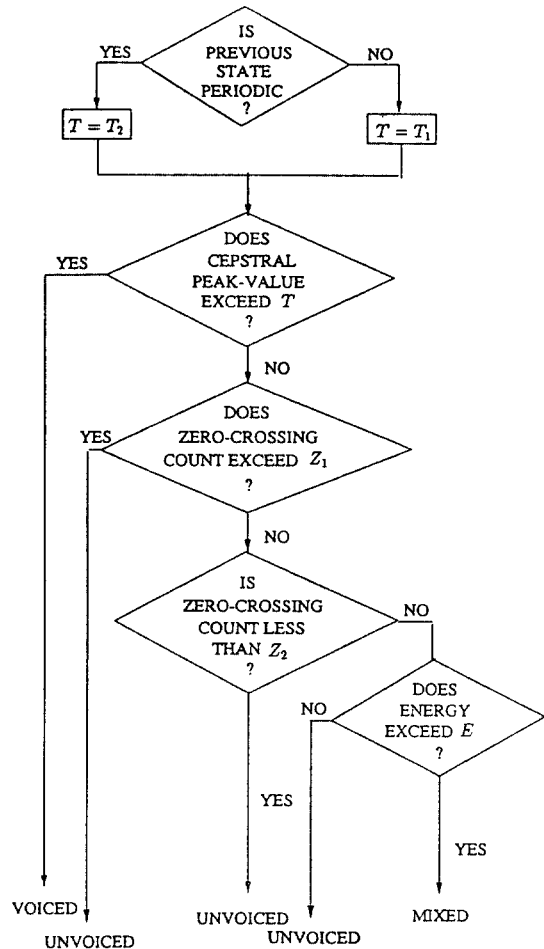 IS
PREVIOUS
STATE
PERIODIC
?
YES
NO
T = T₂
T = T₁
DOES
CEPSTRAL
PEAK-VALUE
EXCEED T
?
YES
NO
DOES
ZERO-CROSSING
COUNT EXCEED Z₁
?
YES
NO
IS
ZERO-CROSSING
COUNT LESS
THAN Z₂
?
NO
YES
DOES
ENERGY
EXCEED E
?
NO
YES
VOICED
UNVOICED
UNVOICED
UNVOICED
MIXED